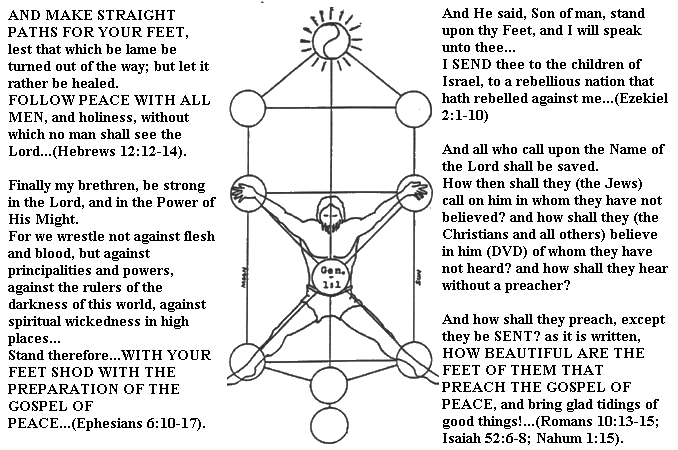 AND MAKE STRAIGHT
PATHS FOR YOUR FEET,
lest that which be lame be
turned out of the way; but let it
rather be healed.
FOLLOW PEACE WITH ALL
MEN, and holiness, without
which no man shall see the
Lord...(Hebrews 12:12-14).
Finally my brethren, be strong
in the Lord, and in the Power of
His Might.
For we wrestle not against flesh
and blood, but against
principalities and powers,
against the rulers of the
darkness of this world, against
spiritual wickedness in high
places...
Stand therefore...WITH YOUR
FEET SHOD WITH THE
PREPARATION OF THE
GOSPEL OF
PEACE...(Ephesians 6:10-17).
MOON
Gen.
1:1
SUN
And He said, Son of man, stand
upon thy Feet, and I will speak
unto thee...
I SEND thee to the children of
Israel, to a rebellious nation that
hath rebelled against me...(Ezekiel
2:1-10)
And all who call upon the Name of
the Lord shall be saved.
How then shall they (the Jews)
call on him in whom they have not
believed? and how shall they (the
Christians and all others) believe
in him (DVD) of whom they have
not heard? and how shall they hear
without a preacher?
And how shall they preach, except
they be SENT? as it is written,
HOW BEAUTIFUL ARE THE
FEET OF THEM THAT
PREACH THE GOSPEL OF
PEACE, and bring glad tidings of
good things!...(Romans 10:13-15;
Isaiah 52:6-8; Nahum 1:15).